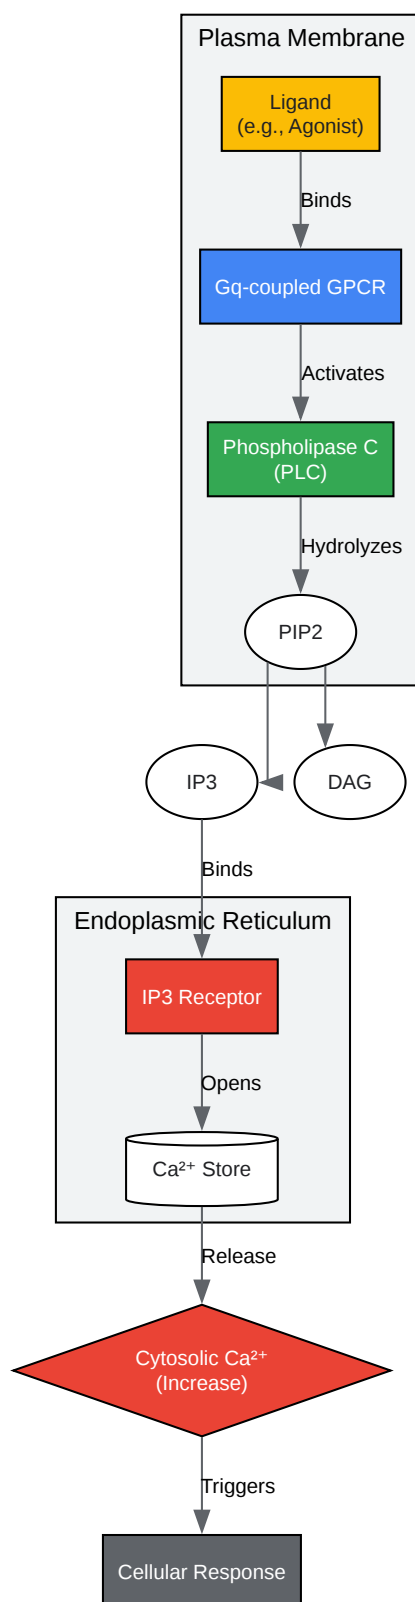 Plasma Membrane
Ligand
(e.g., Agonist)
Binds
Gq-coupled GPCR
Activates
Phospholipase C
(PLC)
Hydrolyzes
PIP2
IP3
DAG
Binds
Endoplasmic Reticulum
IP3 Receptor
Opens
Ca²⁺ Store
Release
Cytosolic Ca²⁺
(Increase)
Triggers
Cellular Response